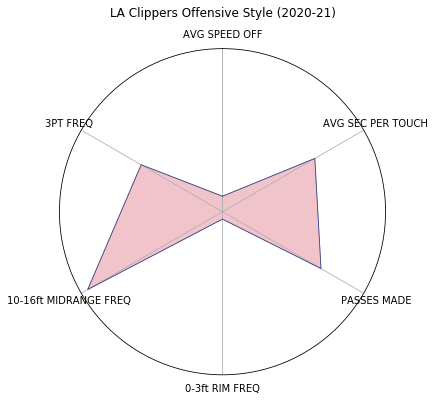 LA Clippers Offensive Style (2020-21)
AVG SPEED OFF
3PT FREQ
AVG SEC PER TOUCH
10-16ft MIDRANGE FREQ
PASSES MADE
0-3ft RIM FREQ